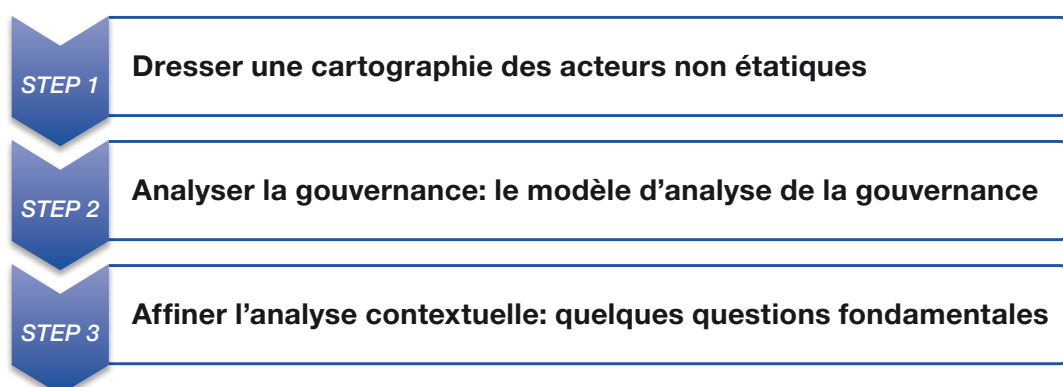 STEP 1
Dresser une cartographie des acteurs non étatiques
STEP 2
Analyser la gouvernance: le modèle d’analyse de la gouvernance
STEP 3
Affiner l’analyse contextuelle: quelques questions fondamentales